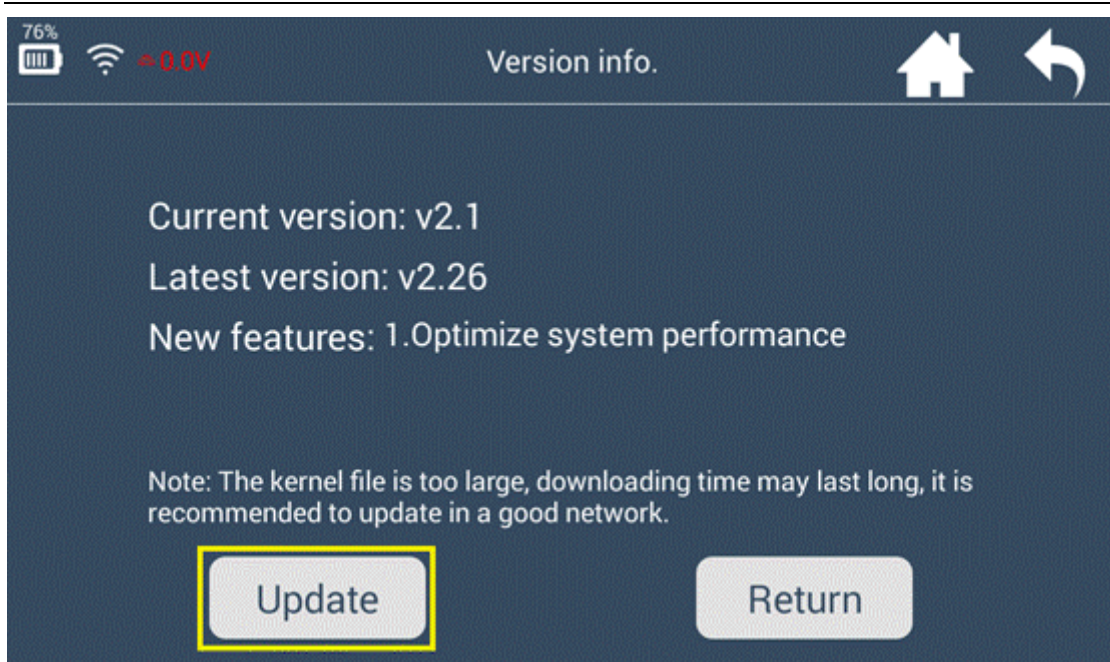 76%
0.0V
Version info.
Current version: v2.1
Latest version: v2.26
New features: 1.Optimize system performance
Note: The kernel file is too large, downloading time may last long, it is
recommended to update in a good network.
Update
Return